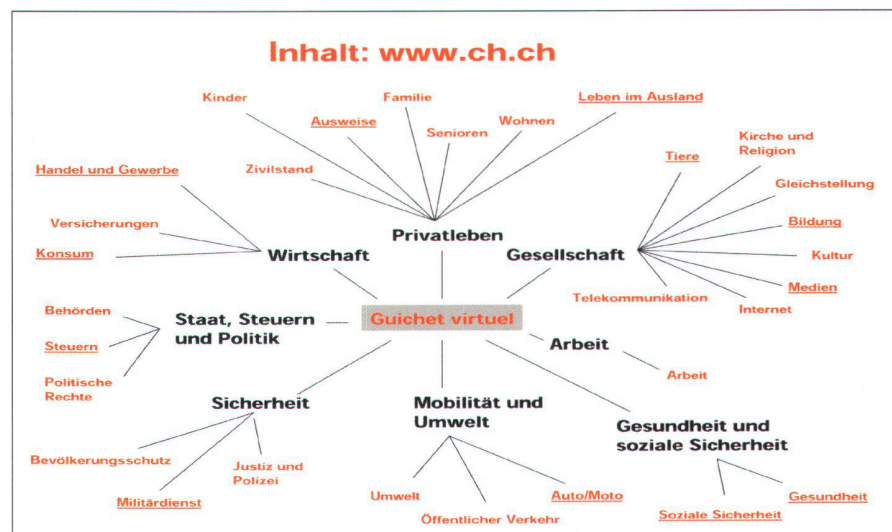 Inhalt: www.ch.ch
Kinder
Familie
Leben im Ausland
Ausweise
Wohnen
Senioren
Kirche und
Religion
Tiere
Handel und Gewerbe
Zivilstand
Gleichstellung
Versicherungen
Bildung
Privatleben
Konsum
Wirtschaft
Gesellschaft
Kultur
Medien
Telekommunikation
Internet
Behörden
Staat, Steuern
und Politik
Guichet virtuel
Steuern
Arbeit
Arbeit
Politische
Rechte
Sicherheit
Mobilität und
Umwelt
Gesundheit und
soziale Sicherheit
Bevölkerungsschutz
Justiz und
Polizei
Militärdienst
Umwelt
Auto/Moto
Öffentlicher Verkehr
Gesundheit
Soziale Sicherheit